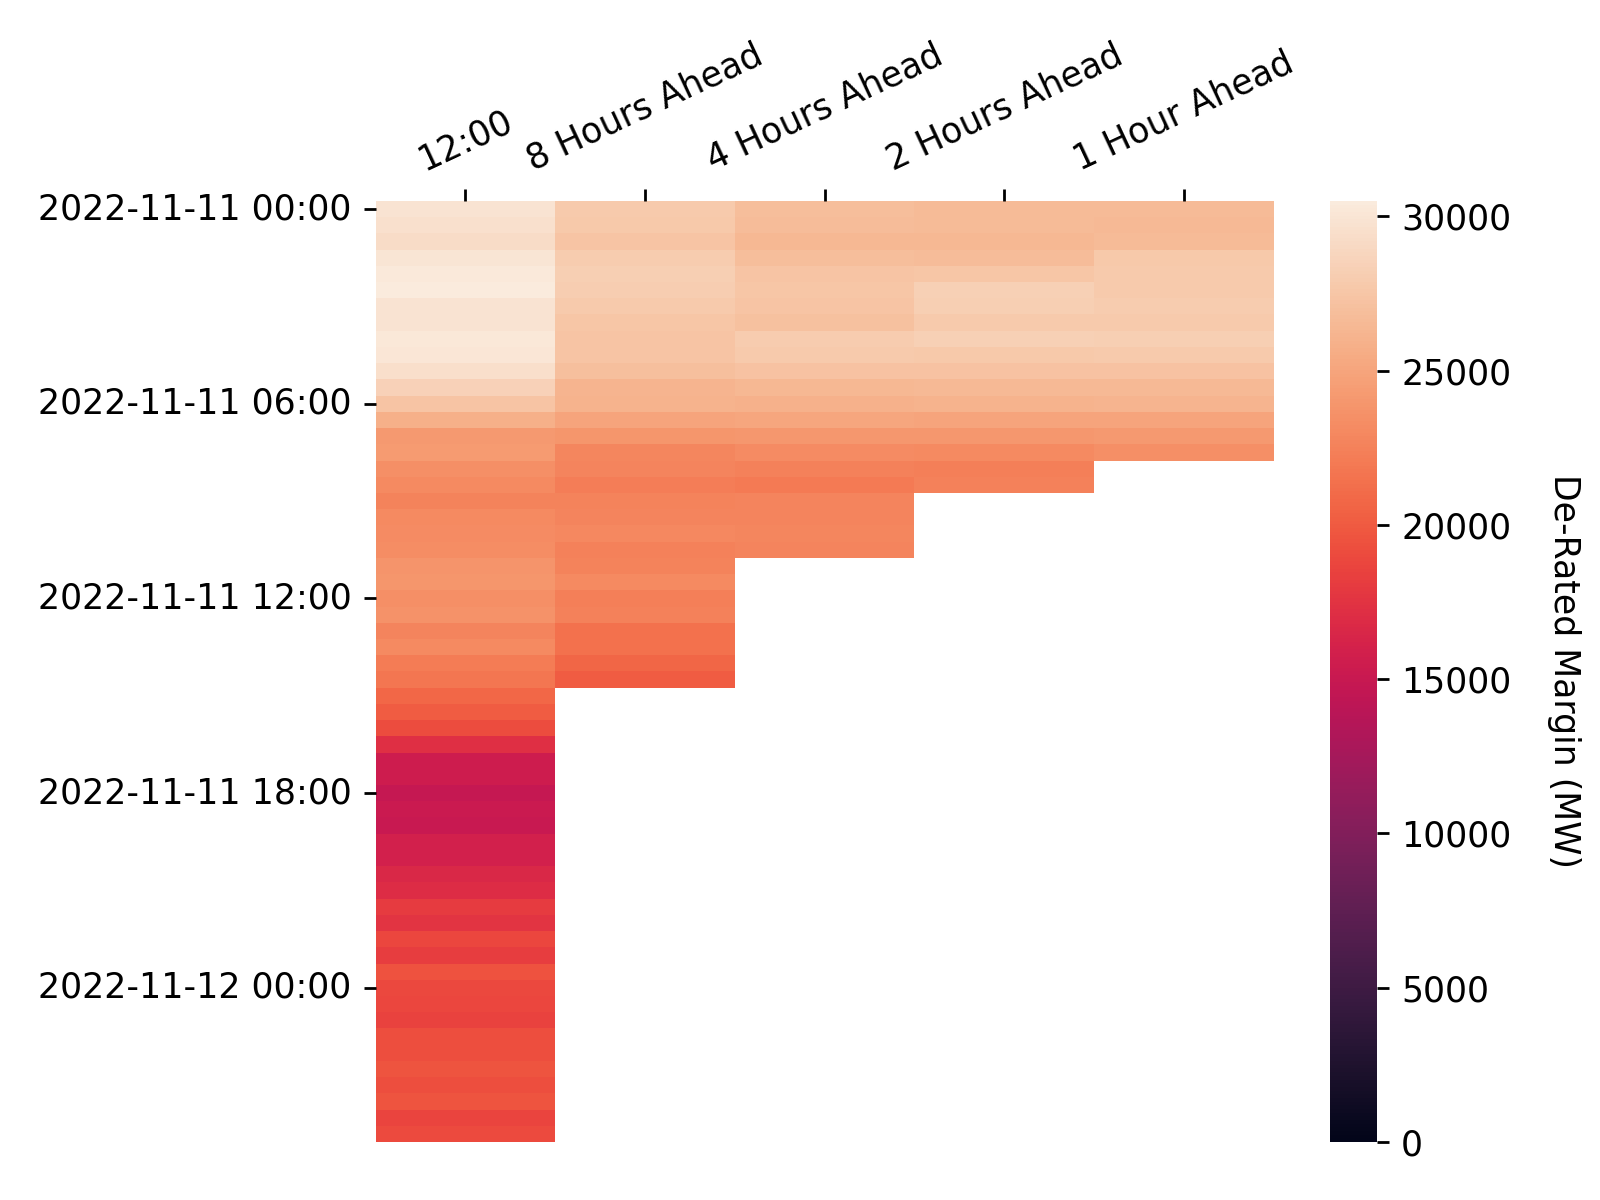 12:00
8 Hours Ahead
4 Hours Ahead
2 Hours Ahead
1 Hour Ahead
2022-11-11 00:00
2022-11-11 06:00
2022-11-11 12:00
2022-11-11 18:00
2022-11-12 00:00
30000
25000
20000
15000
10000
5000
0
De-Rated Margin (MW)